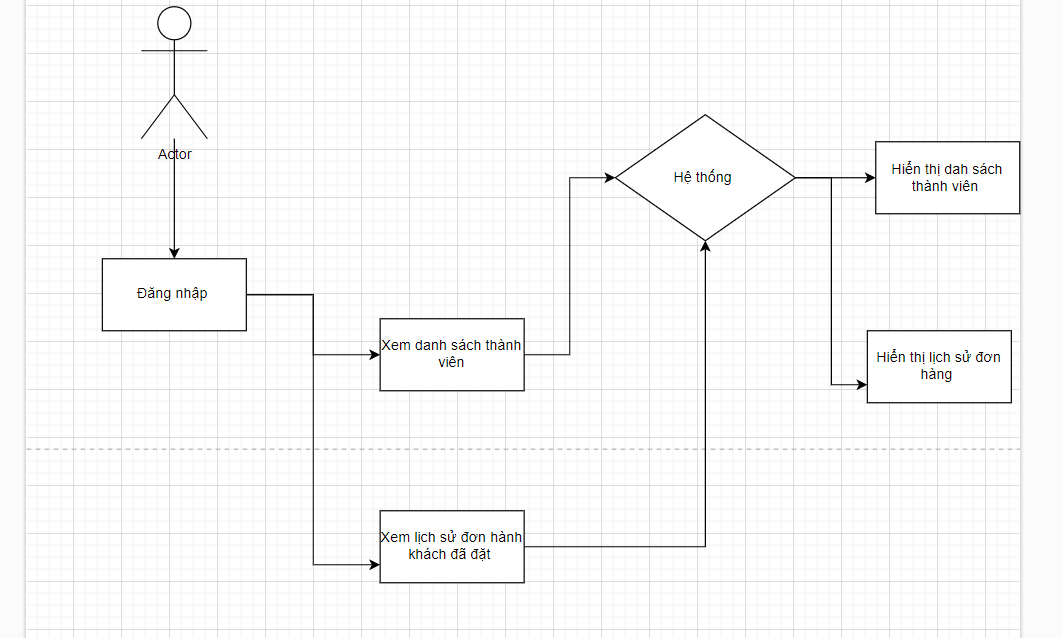 Actor
Đăng nhập
Xem danh sách thành
viên
Xem lịch sử đơn hành
khách đã đặt
Hệ thống
Hiển thị dah sách
thành viên
Hiển thị lịch sử đơn
hàng